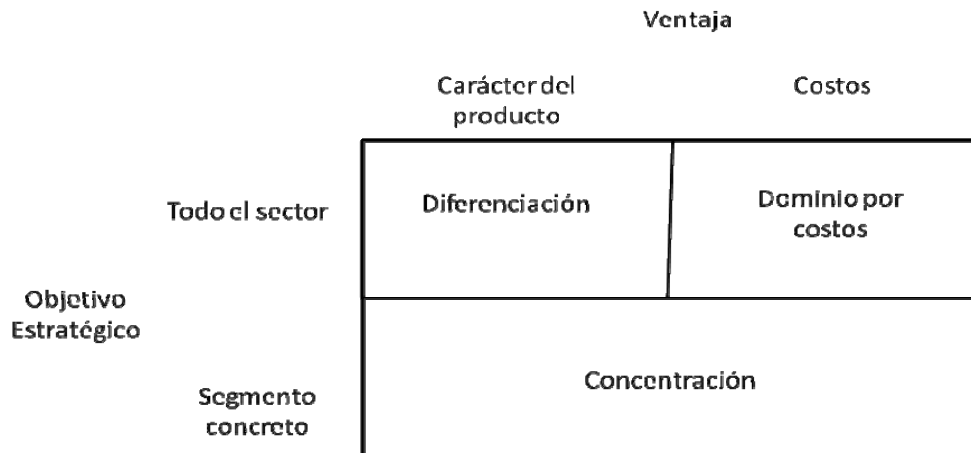 Ventaja
Carácter del
producto
Costos
Todo el sector
Diferenciación
Dominio por
costos
Objetivo
Estratégico
Concentración
Segmento
concreto